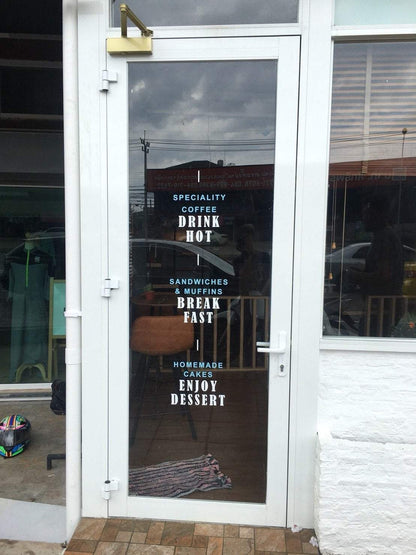 SPECIALITY
COFFEE
DRINK
HOT
SANDWICHES
& MUFFINS
BREAK
FAST
HOMEMADE
CAKES
ENJOY
DESSERT